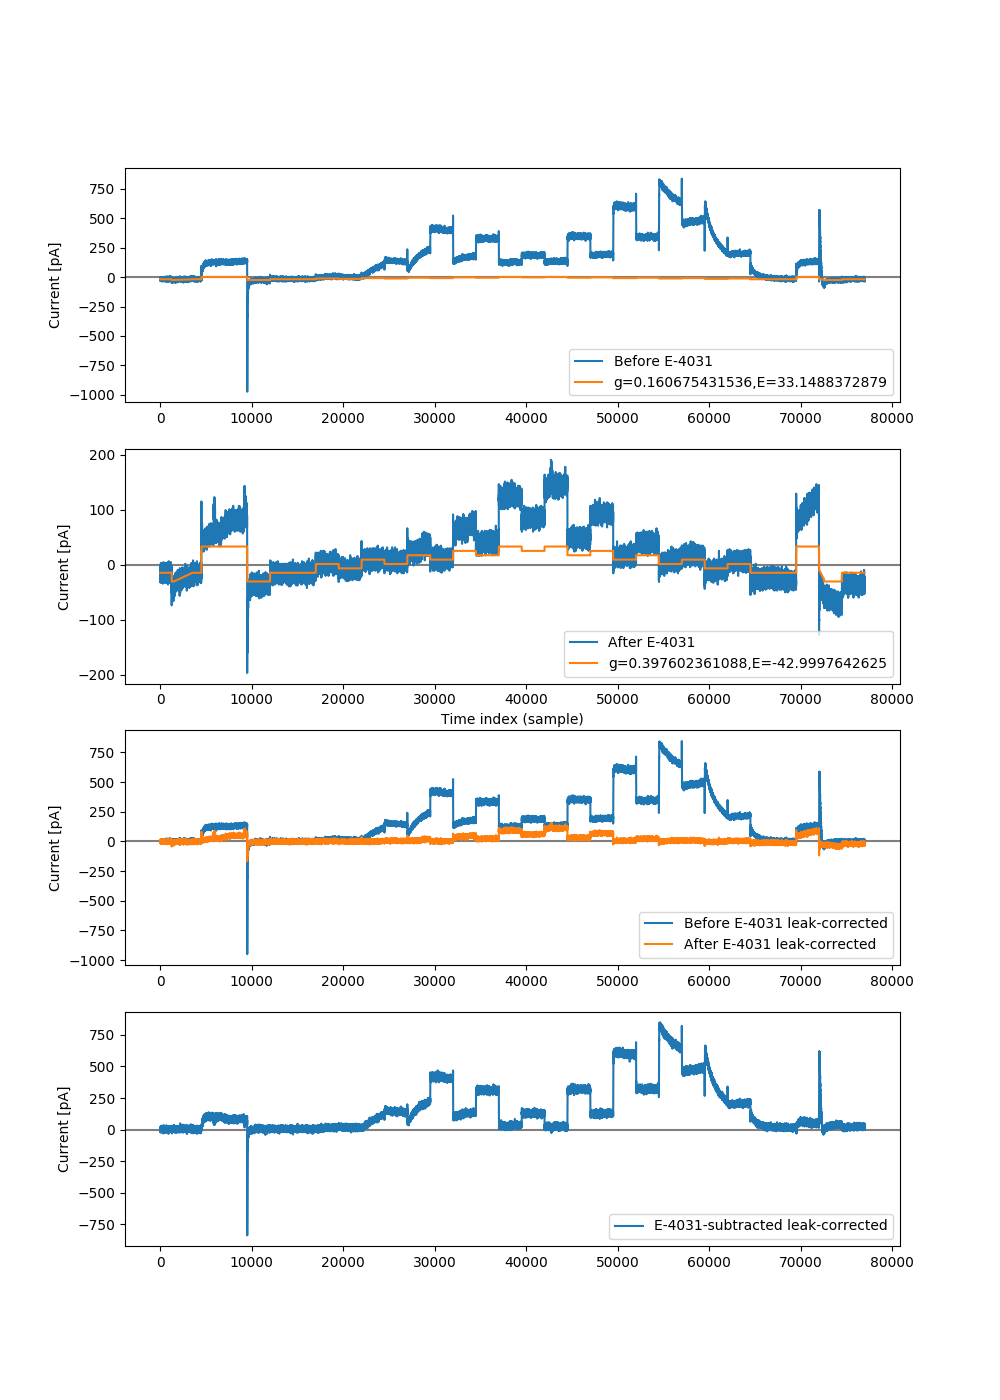 750
500
250
0
−250
−500
−750
−1000
Current [pA]
Before E-4031
g=0.160675431536,E=33.1488372879
0 10000 20000 30000 40000 50000 60000 70000 80000
200
100
0
−100
−200
Current [pA]
After E-4031
g=0.397602361088,E=-42.9997642625
0 10000 20000 30000 40000 50000 60000 70000 80000
Time index (sample)
750
500
250
0
−250
−500
−750
−1000
Current [pA]
Before E-4031 leak-corrected
After E-4031 leak-corrected
0 10000 20000 30000 40000 50000 60000 70000 80000
750
500
250
0
−250
−500
−750
Current [pA]
E-4031-subtracted leak-corrected
0 10000 20000 30000 40000 50000 60000 70000 80000